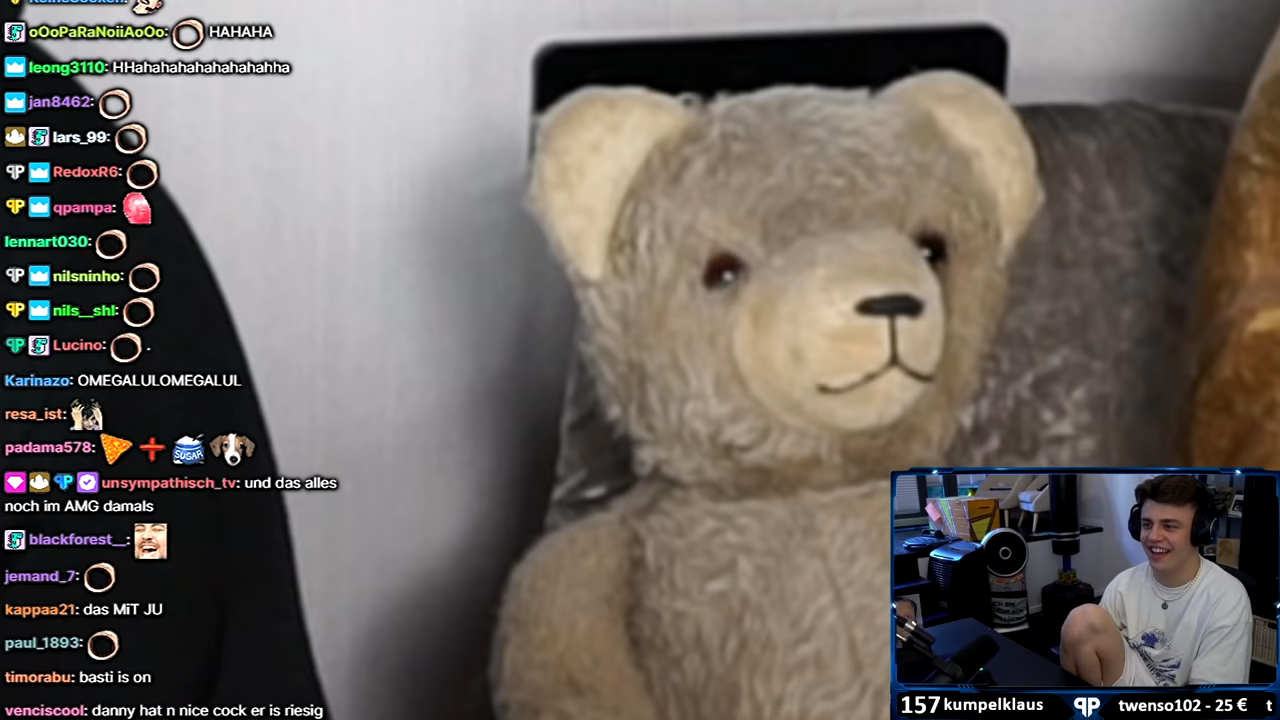 oOoPaRaNoiiAoOo: HAHAHA
leong3110: HHahahahahahahahahha
jan8462:
lars_99:
RedoxR6:
qpampa:
lennart030:
nilsninho:
nils__shl:
Lucino: .
Karinazo: OMEGALULOMEGALUL
resa_ist:
padama578: SUGAR
unsympathisch_tv: und das alles
noch im AMG damals
blackforest__:
jemand_7:
kappaa21: das MiT JU
paul_1893:
timorabu: basti is on
venciscool: danny hat n nice cock er is riesig
157 kumpelklaus PP twenso102 - 25 € t